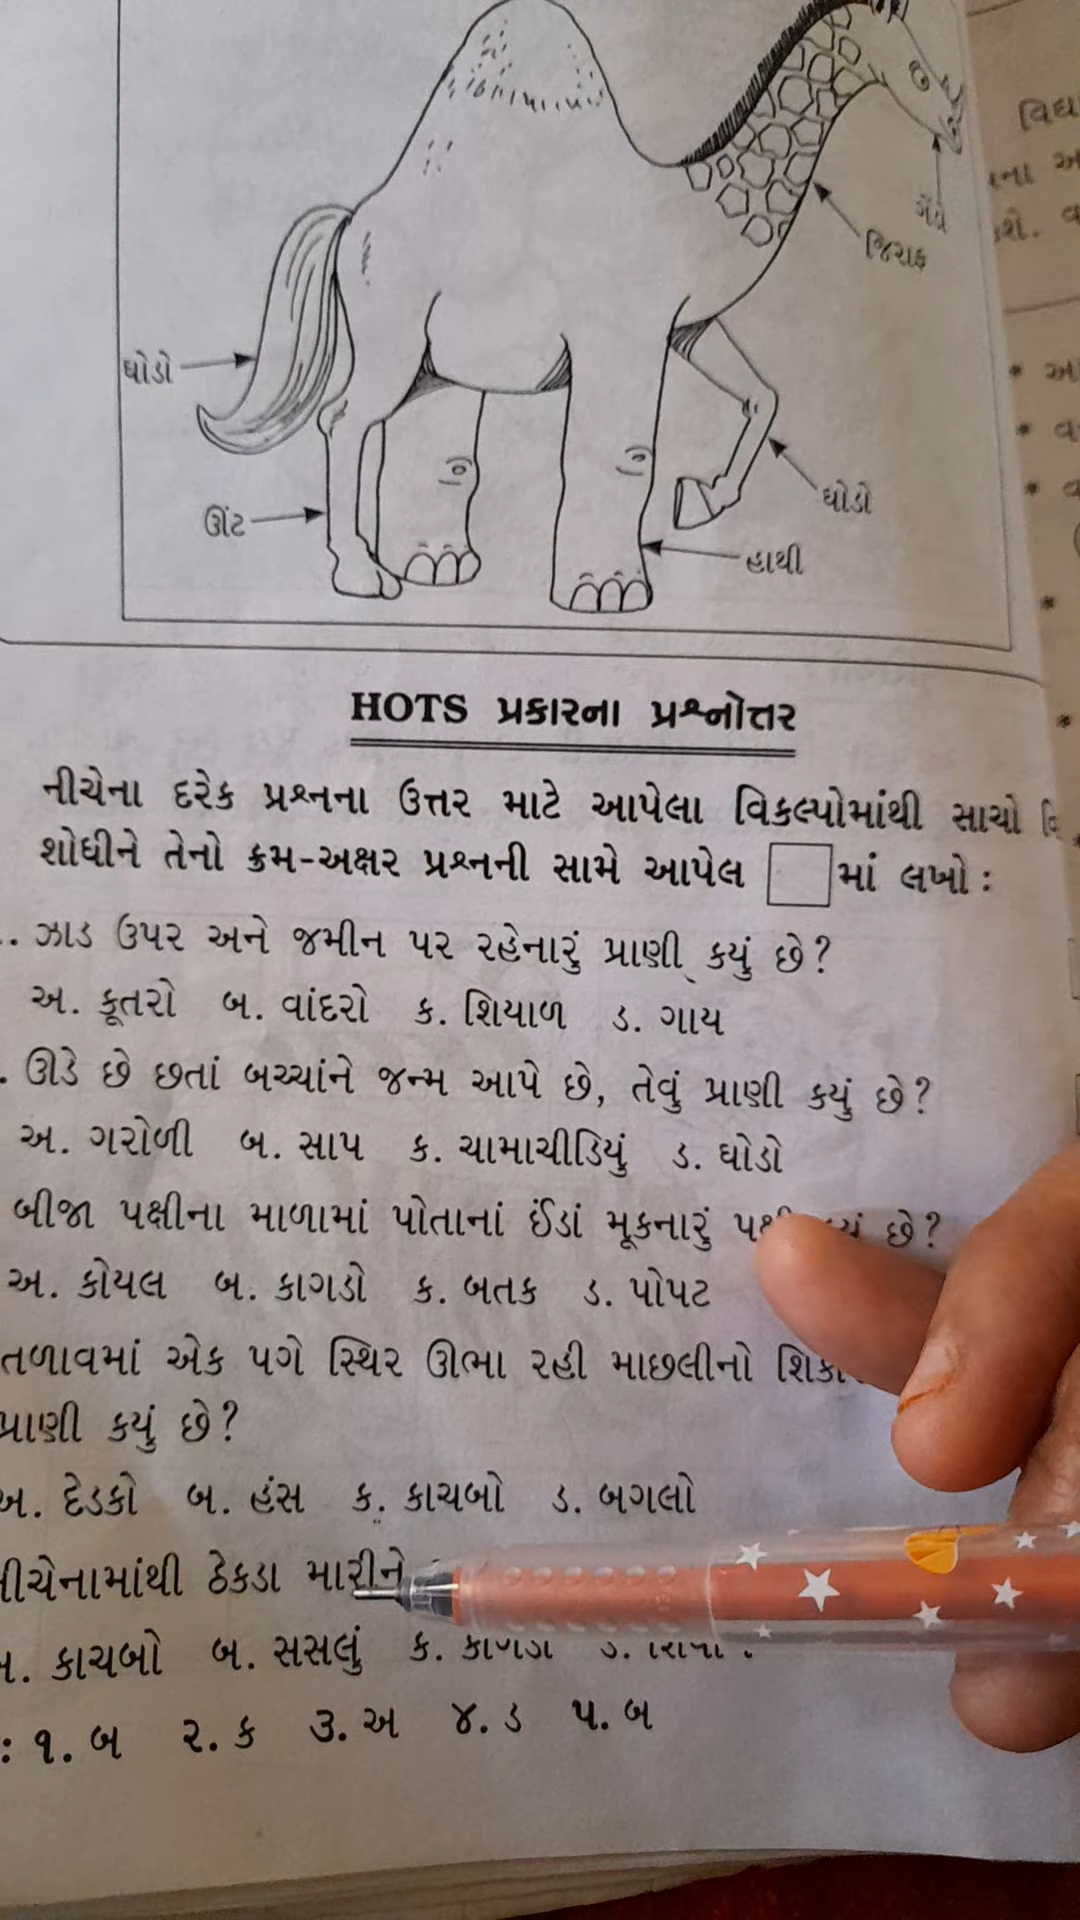 જિરાફ
ઘોડો
ઊંટ
ઘોડો
હાથી
HOTS પ્રકારના પ્રશ્નોત્તર
નીચેના દરેક પ્રશ્નના ઉત્તર માટે આપેલા વિકલ્પોમાંથી સાચો
શોધીને તેનો ક્રમ-અક્ષર પ્રશ્નની સામે આપેલ માં લખો :
. ઝાડ ઉપર અને જમીન પર રહેનારું પ્રાણી કયું છે?
અ. કૂતરો બ. વાંદરો ક. શિયાળ ડ. ગાય
. ઊડે છે છતાં બચ્ચાંને જન્મ આપે છે, તેવું પ્રાણી કયું છે?
અ. ગરોળી બ. સાપ ક. ચામાચીડિયું ડ. ઘોડો
બીજા પક્ષીના માળામાં પોતાનાં ઈંડાં મૂકનારું છે?
અ. કોયલ બ. કાગડો ક. બતક ડ. પોપટ
તળાવમાં એક પગે સ્થિર ઊભા રહી માછલીનો
પ્રાણી કયું છે?
અ. દેડકો બ. હંસ ક. કાચબો ડ. બગલો
ઠેકડા મારીને
. કાચબો બ. સસલું ક.
: ૧. બ ૨. ક ૩. અ ૪. ડ ૫. બ